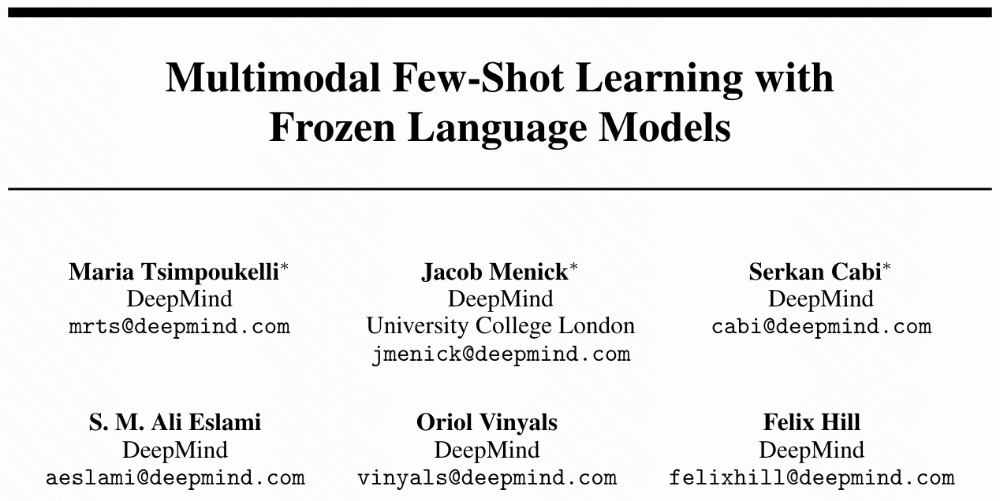 Multimodal Few-Shot Learning with
Frozen Language Models
Maria Tsimpoukelli*
DeepMind
mrts@deepmind.com
Jacob Menick*
DeepMind
University College London
jmenick@deepmind.com
Serkan Cabi*
DeepMind
cabi@deepmind.com
S. M. Ali Eslami
DeepMind
aeslami@deepmind.com
Oriol Vinyals
DeepMind
vinyals@deepmind.com
Felix Hill
DeepMind
felixhill@deepmind.com